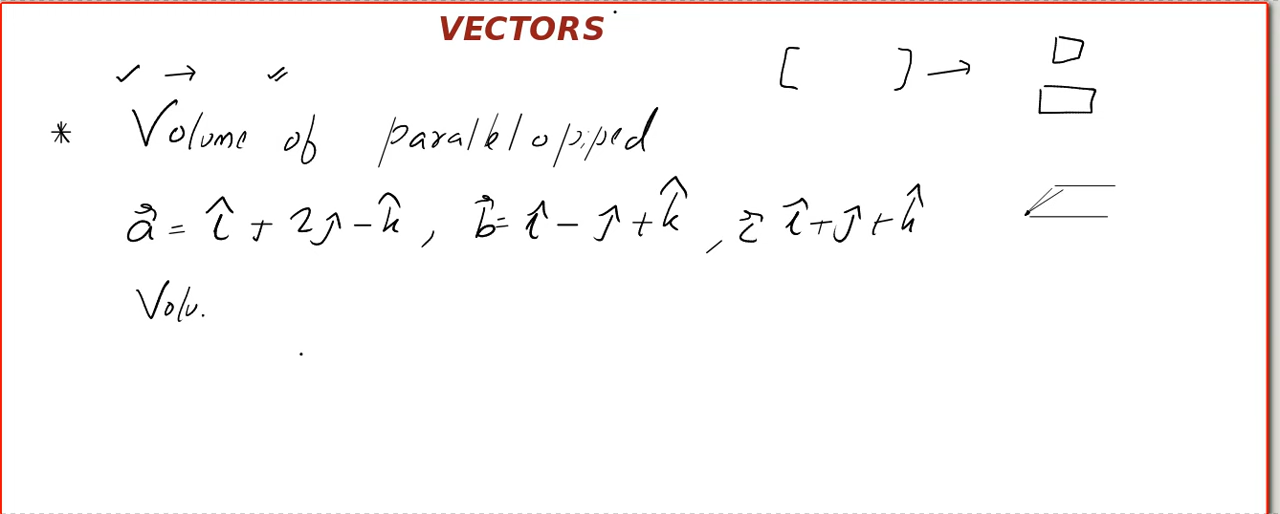 VECTORS
[ ] →
* Volume of parallelopiped
a⃗ = î + 2ĵ - k̂, b⃗ = î - ĵ + k̂, c⃗ î + ĵ + k̂
Volu.